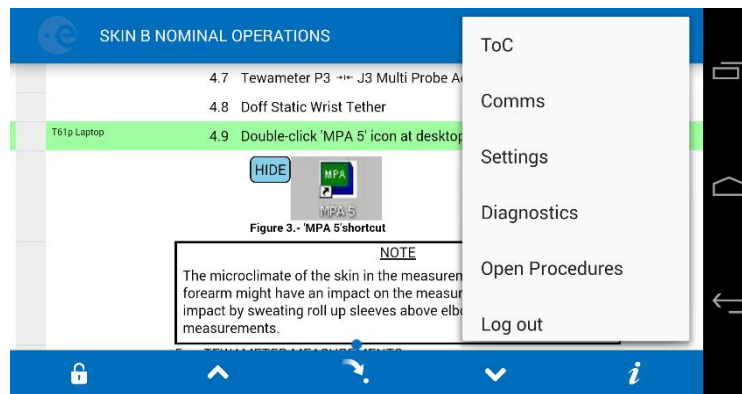 SKIN B NOMINAL OPERATIONS
4.7 Tewameter P3 →|← J3 Multi Probe
4.8 Doff Static Wrist Tether
T61p Laptop
4.9 Double-click 'MPA 5' icon at desktop
HIDE
MPA
MPA 5
Figure 3.- 'MPA 5'shortcut
NOTE
The microclimate of the skin in the
forearm might have an impact on the
impact by sweating roll up sleeves above
measurements.
ToC
Comms
Settings
Diagnostics
Open Procedures
Log out
i